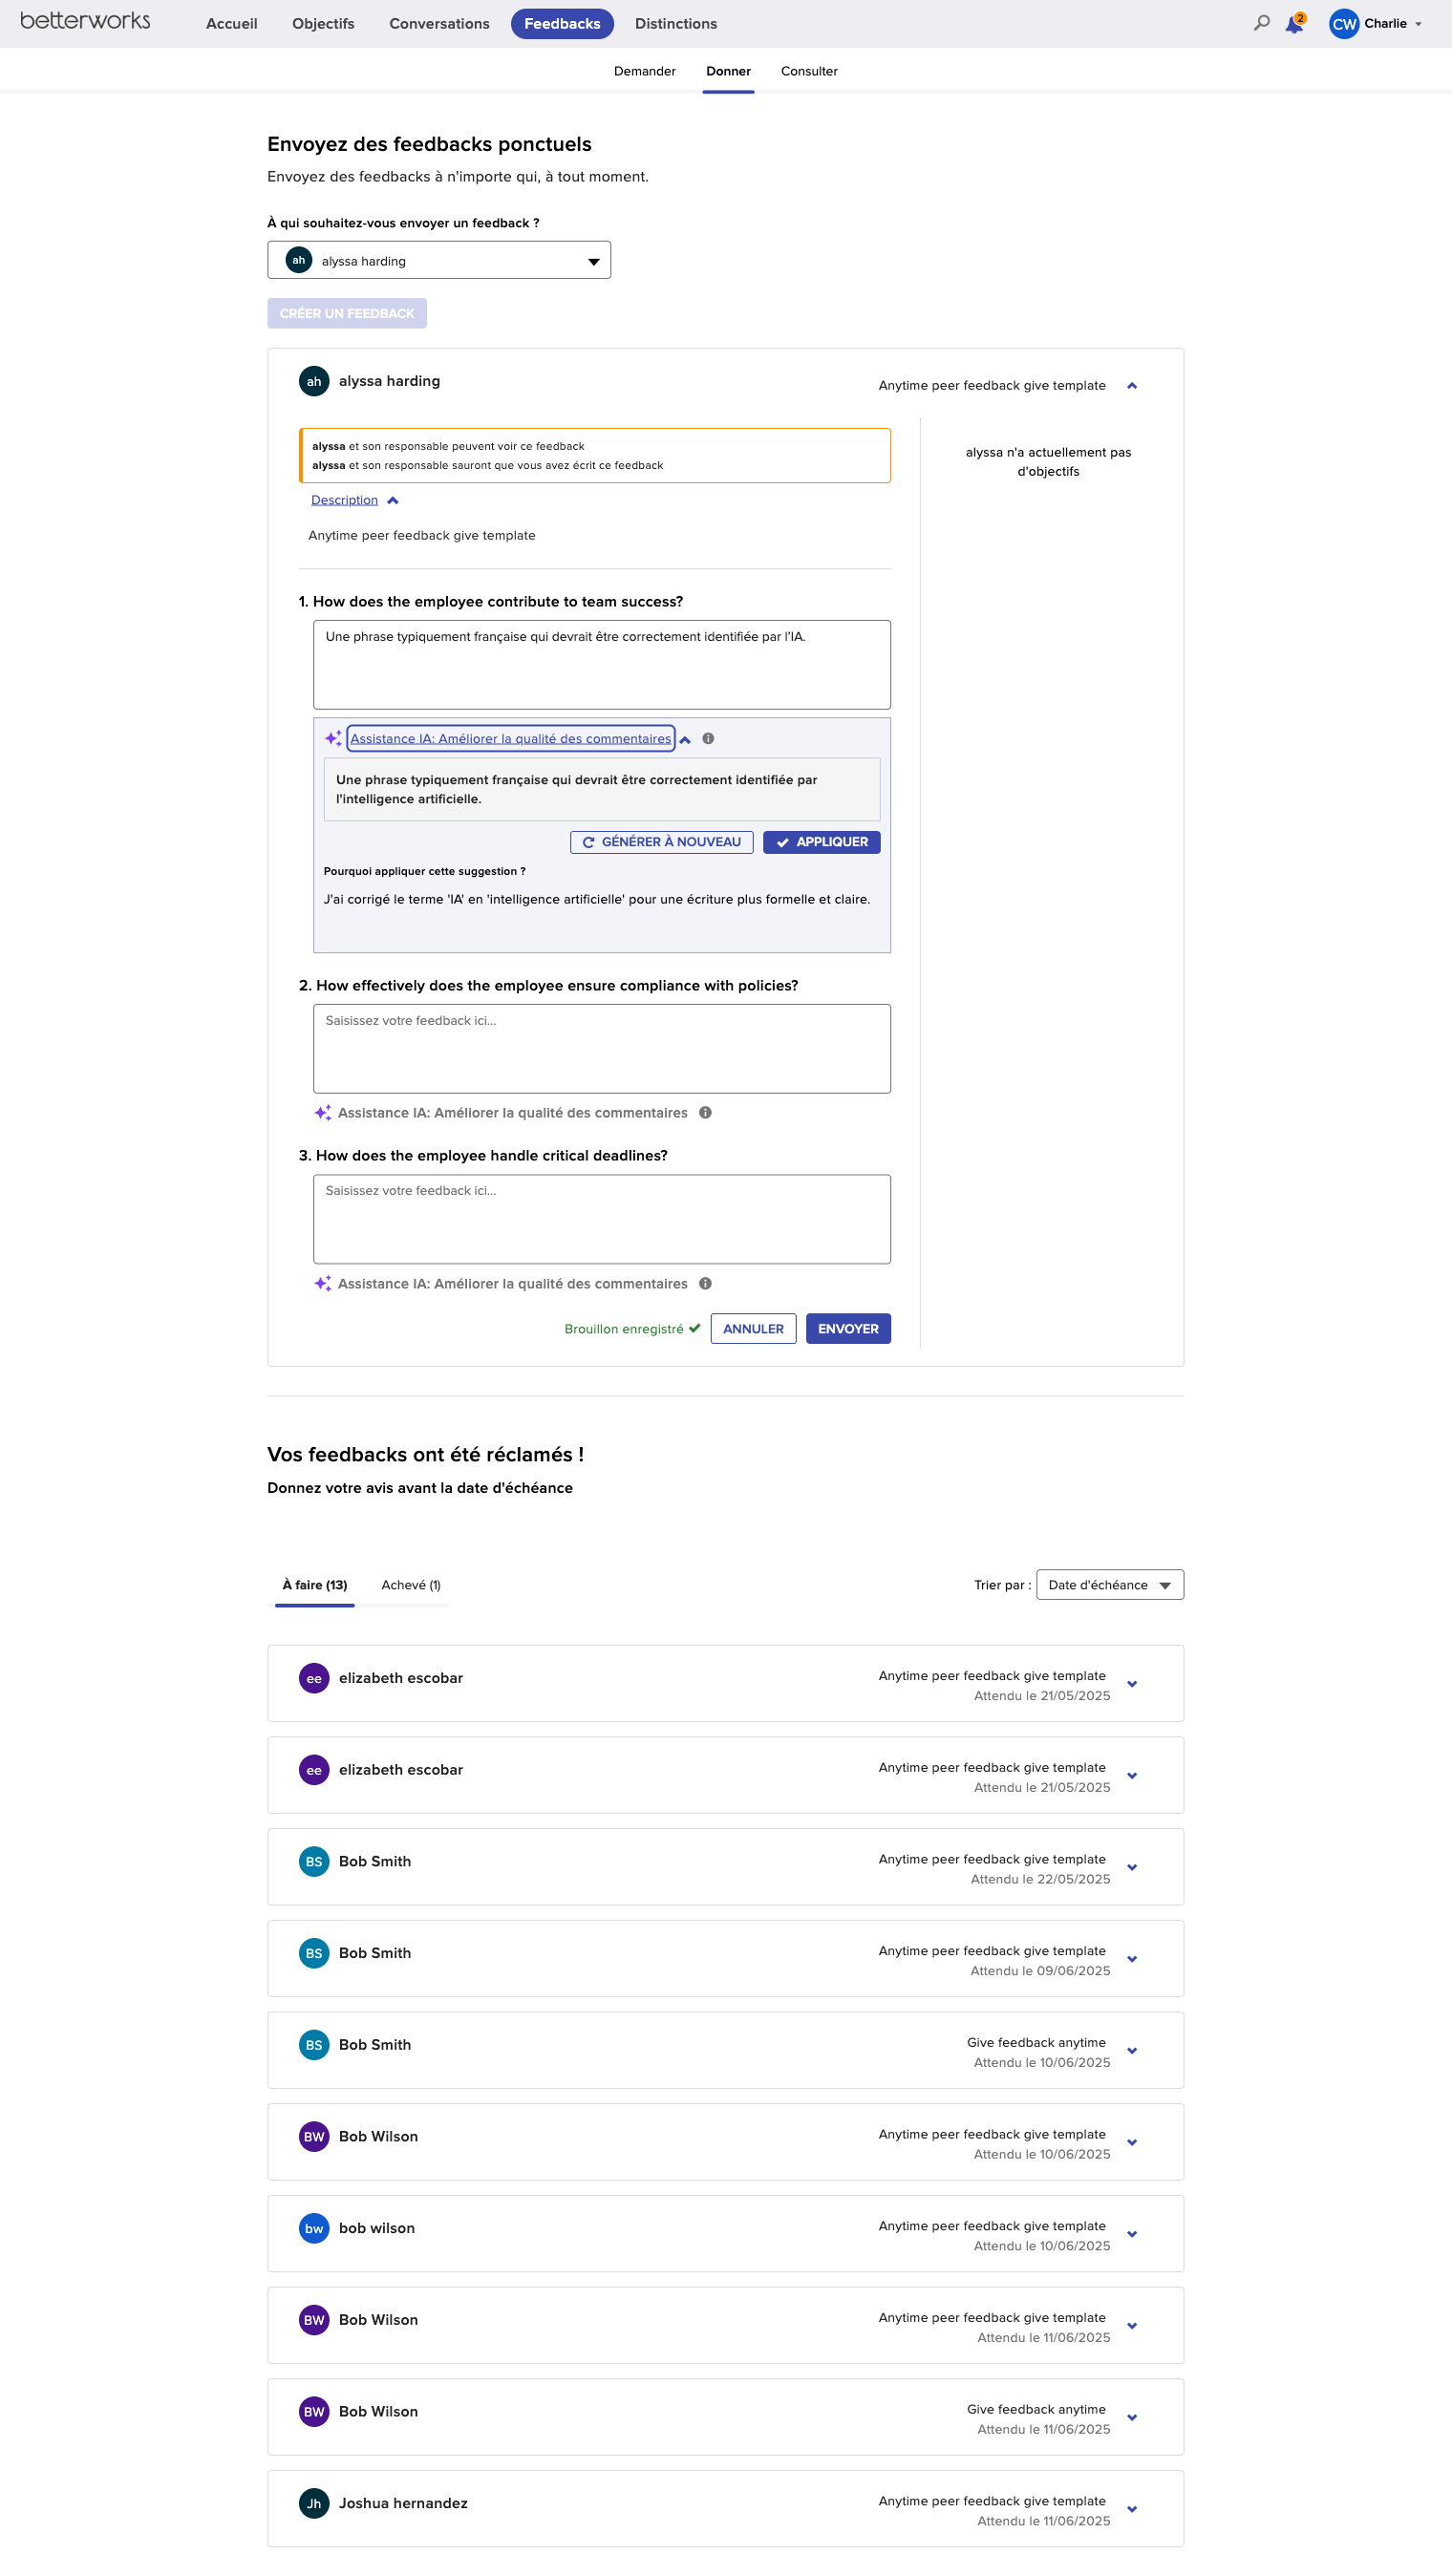 betterworks
Accueil
Objectifs
Conversations
Feedbacks
Distinctions
2
CW
Charlie
Demander
Donner
Consulter
Envoyez des feedbacks ponctuels
Envoyez des feedbacks à n'importe qui, à tout moment.
À qui souhaitez-vous envoyer un feedback ?
ah
alyssa harding
CRÉER UN FEEDBACK
ah
alyssa harding
Anytime peer feedback give template
alyssa et son responsable peuvent voir ce feedback
alyssa et son responsable sauront que vous avez écrit ce feedback
alyssa n'a actuellement pas
d'objectifs
Description
Anytime peer feedback give template
1. How does the employee contribute to team success?
Une phrase typiquement française qui devrait être correctement identifiée par l'IA.
Assistance IA: Améliorer la qualité des commentaires
Une phrase typiquement française qui devrait être correctement identifiée par
l'intelligence artificielle.
GÉNÉRER À NOUVEAU
APPLIQUER
Pourquoi appliquer cette suggestion ?
J'ai corrigé le terme 'IA' en 'intelligence artificielle' pour une écriture plus formelle et claire.
2. How effectively does the employee ensure compliance with policies?
Saisissez votre feedback ici...
Assistance IA: Améliorer la qualité des commentaires
3. How does the employee handle critical deadlines?
Saisissez votre feedback ici...
Assistance IA: Améliorer la qualité des commentaires
Brouillon enregistré
ANNULER
ENVOYER
Vos feedbacks ont été réclamés !
Donnez votre avis avant la date d'échéance
À faire (13)
Achevé (1)
Trier par :
Date d'échéance
ee
elizabeth escobar
Anytime peer feedback give template
Attendu le 21/05/2025
ee
elizabeth escobar
Anytime peer feedback give template
Attendu le 21/05/2025
BS
Bob Smith
Anytime peer feedback give template
Attendu le 22/05/2025
BS
Bob Smith
Anytime peer feedback give template
Attendu le 09/06/2025
BS
Bob Smith
Give feedback anytime
Attendu le 10/06/2025
BW
Bob Wilson
Anytime peer feedback give template
Attendu le 10/06/2025
bw
bob wilson
Anytime peer feedback give template
Attendu le 10/06/2025
BW
Bob Wilson
Anytime peer feedback give template
Attendu le 11/06/2025
BW
Bob Wilson
Give feedback anytime
Attendu le 11/06/2025
Jh
Joshua hernandez
Anytime peer feedback give template
Attendu le 11/06/2025